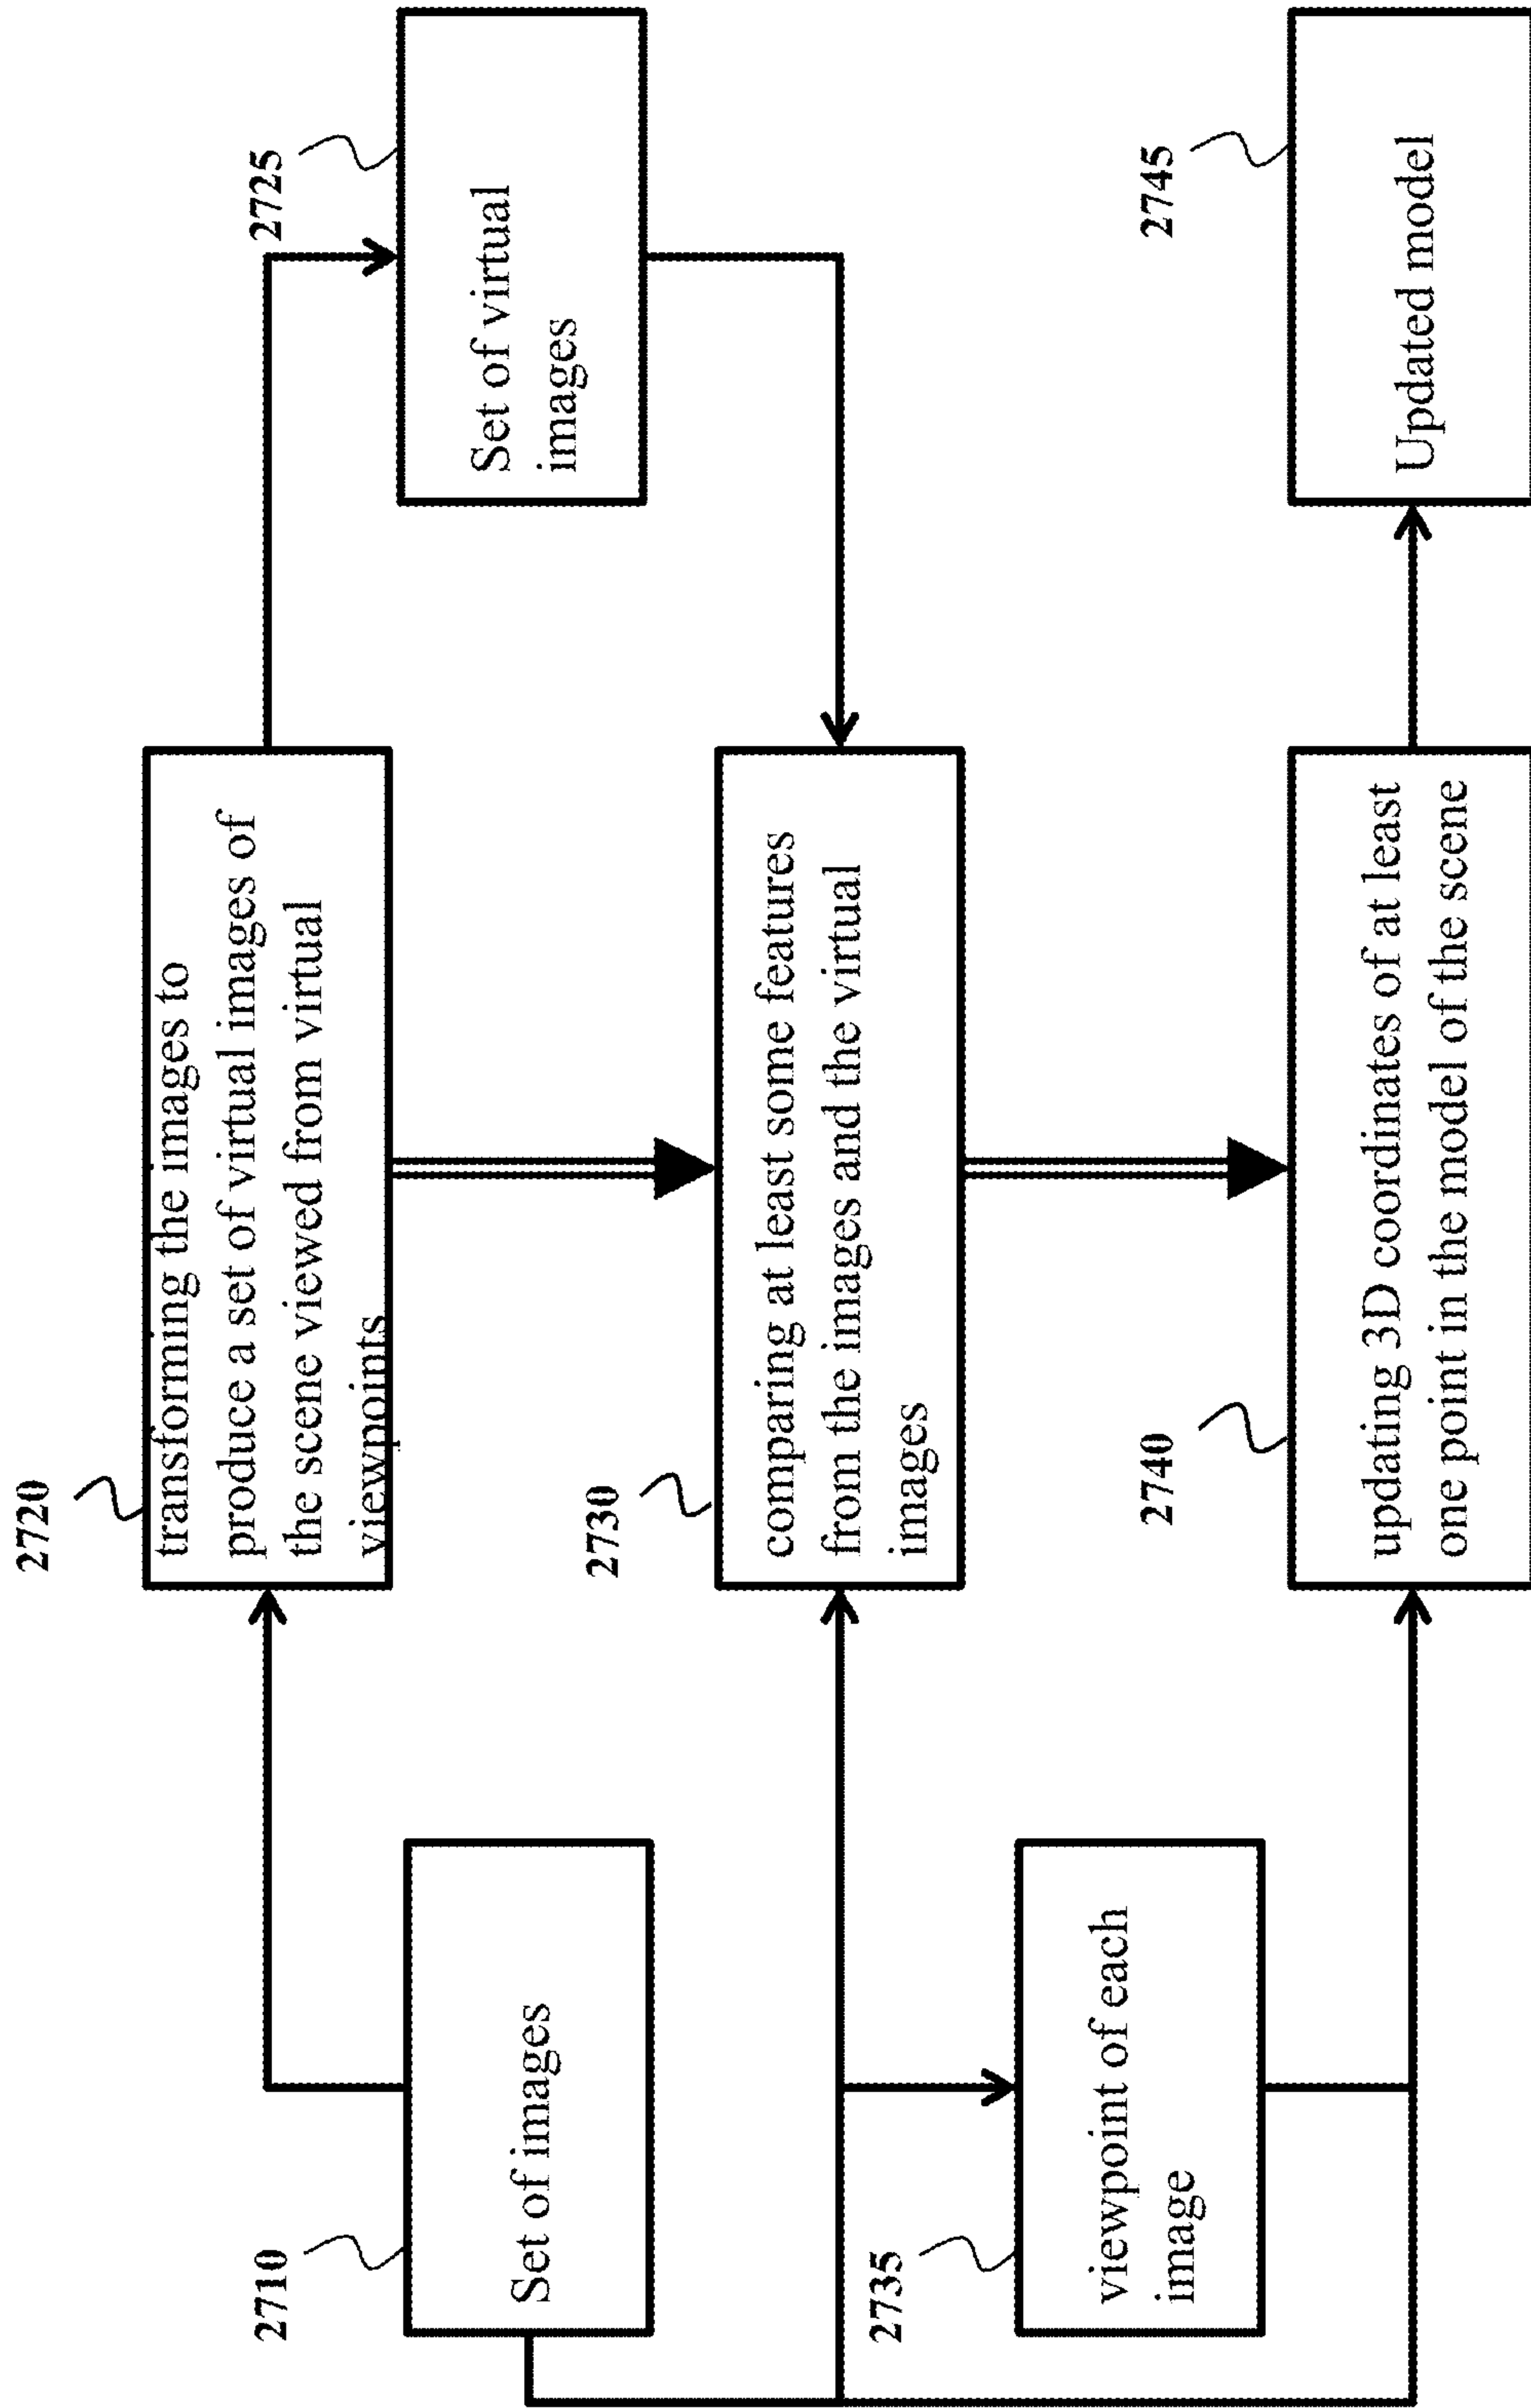 2710
Set of images
2720
transforming the images to
produce a set of virtual images of
the scene viewed from virtual
viewpoints
2725
Set of virtual
images
2730
comparing at least some features
from the images and the virtual
images
2735
viewpoint of each
image
2740
updating 3D coordinates of at least
one point in the model of the scene
2745
Updated model